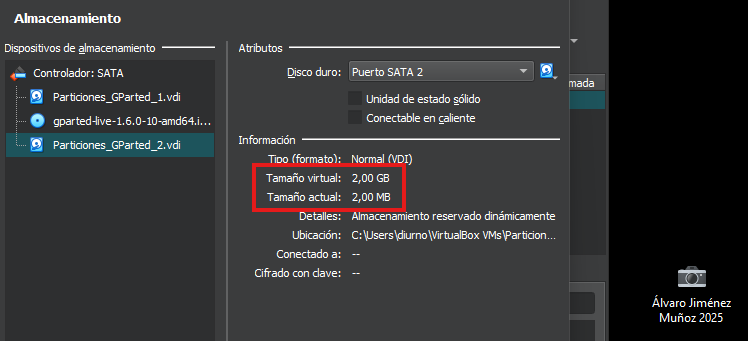 Almacenamiento
Dispositivos de almacenamiento
Controlador: SATA
Particiones_GParted_1.vdi
gparted-live-1.6.0-10-amd64.i...
Particiones_GParted_2.vdi
Atributos
Disco duro: Puerto SATA 2
Unidad de estado sólido
Conectable en caliente
Información
Tipo (formato): Normal (VDI)
Tamaño virtual: 2,00 GB
Tamaño actual: 2,00 MB
Detalles: Almacenamiento reservado dinámicamente
Ubicación: C:\Users\diurno\VirtualBox VMs\Particion...
Conectado a: --
Cifrado con clave: --
mada
Álvaro Jiménez
Muñoz 2025